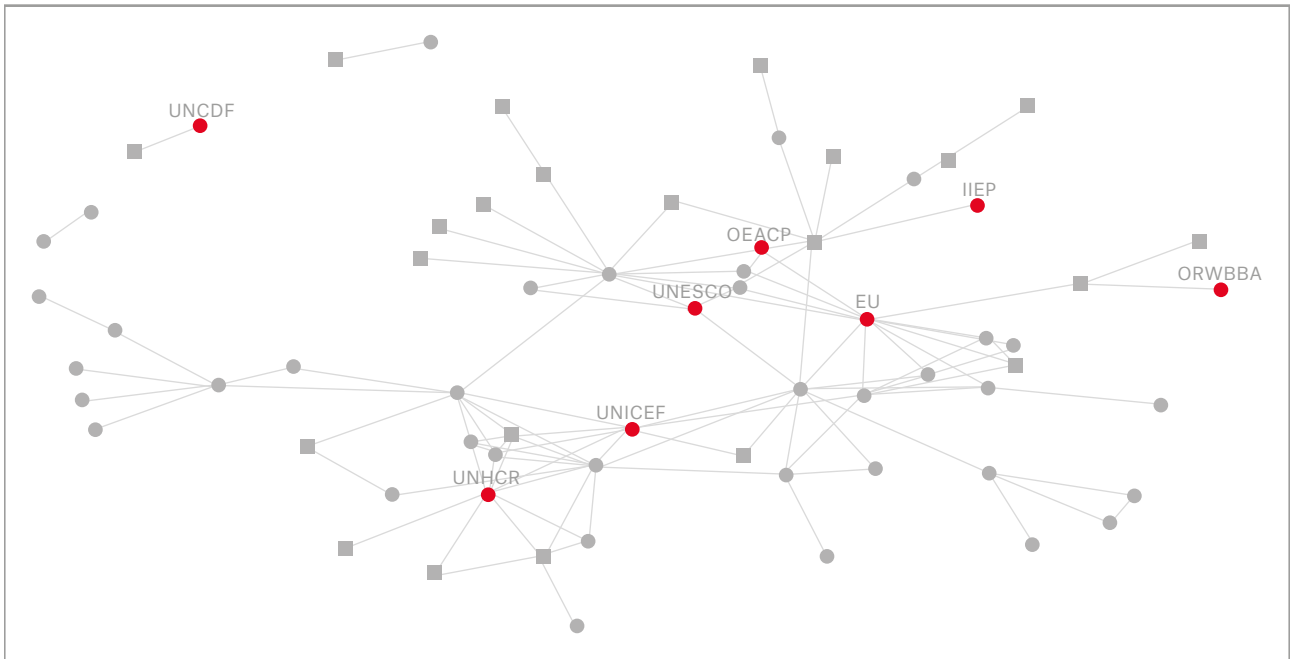 UNCDF
IIEP
OEACP
ORWBBA
UNESCO
EU
UNICEF
UNHCR